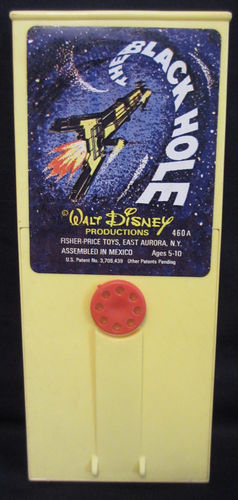 THE BLACK HOLE
© WALT DISNEY
PRODUCTIONS 460A
FISHER-PRICE TOYS, EAST AURORA, N.Y.
ASSEMBLED IN MEXICO Ages 5-10
U.S. Patent No. 3,708,439 Other Patents Pending